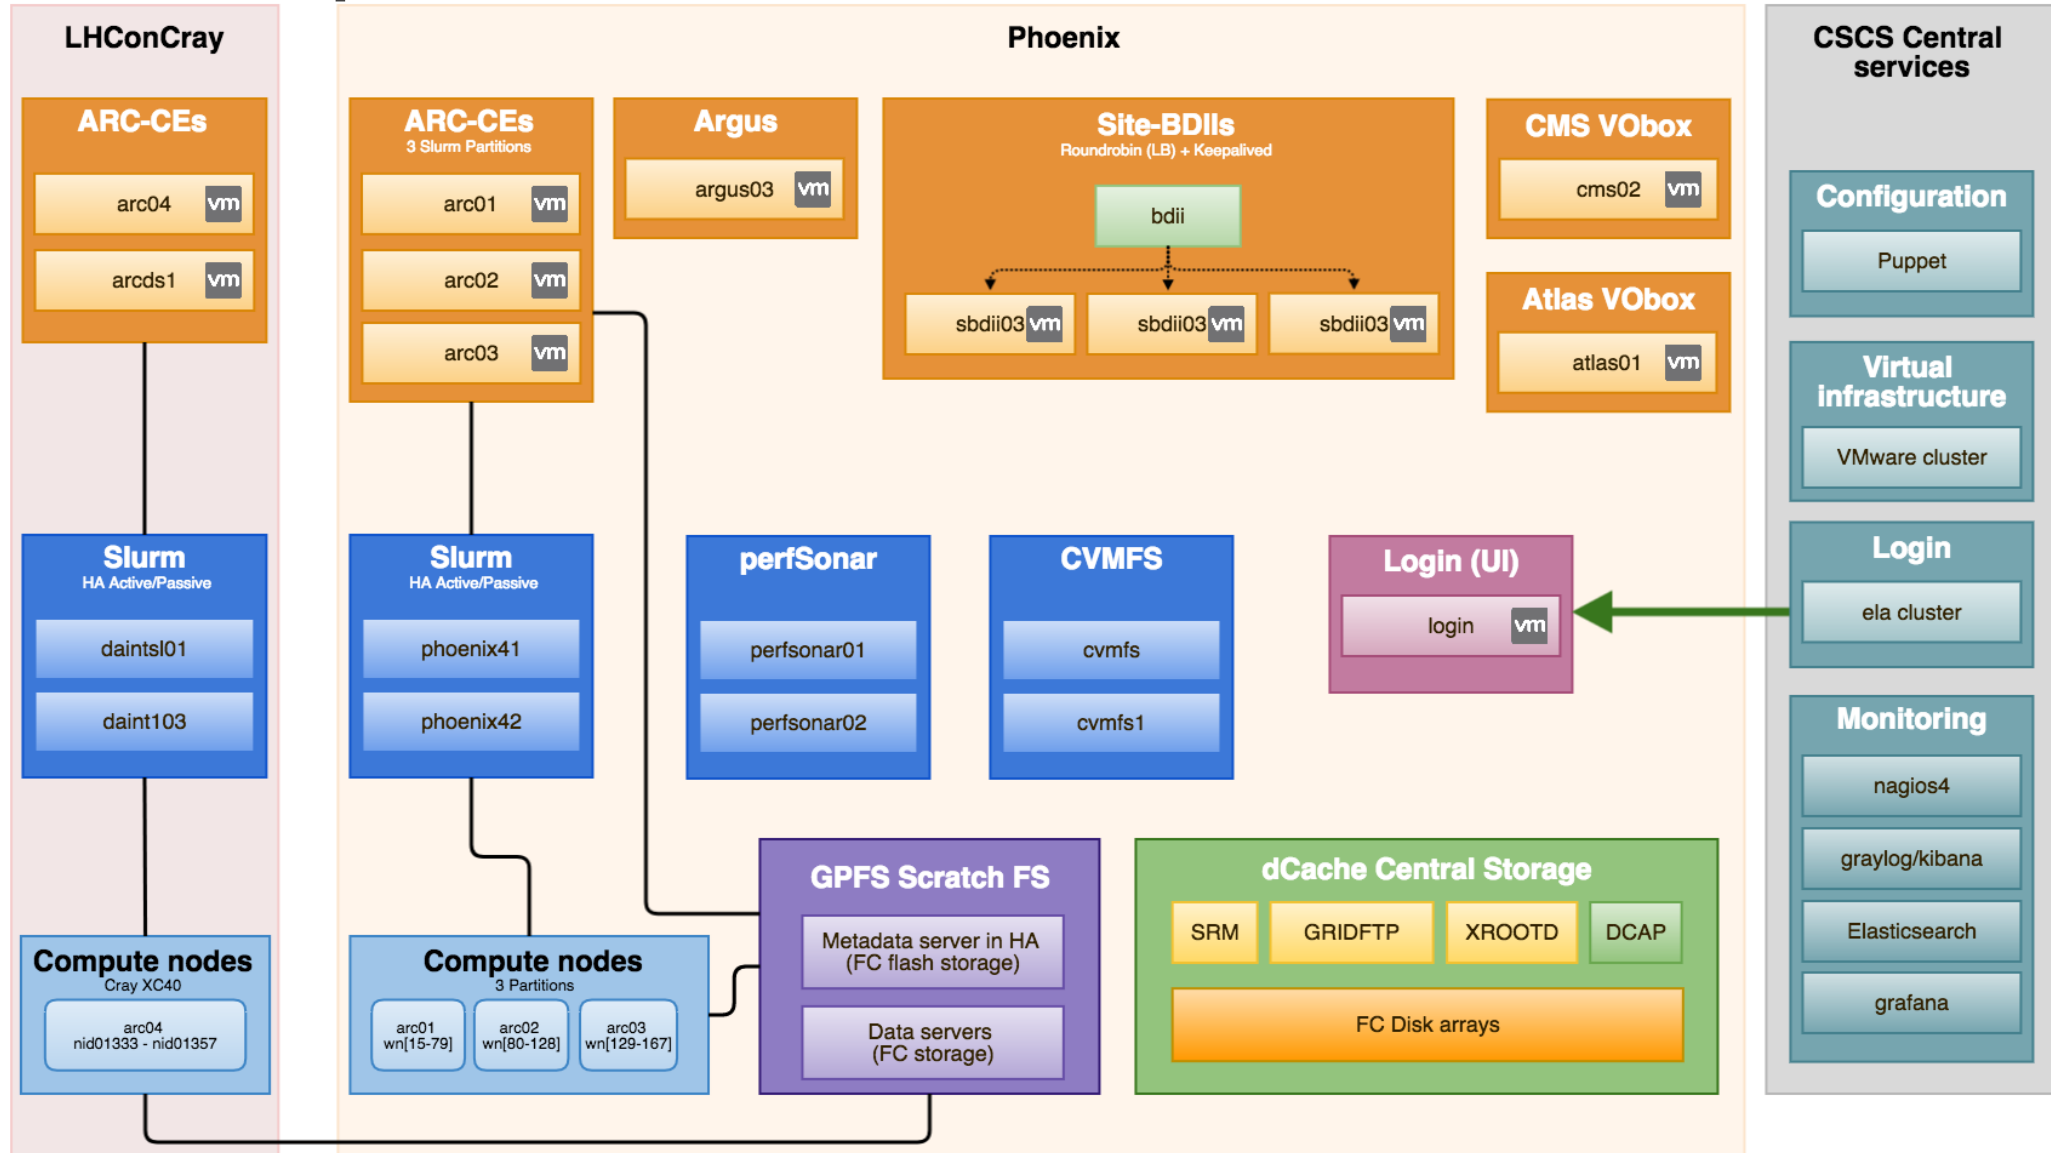 LHConCray
ARC-CEs
arc04 vm
arcds1 vm
Slurm
HA Active/Passive
daintsl01
daint103
Compute nodes
Cray XC40
arc04
nid01333 - nid01357
Phoenix
ARC-CEs
3 Slurm Partitions
arc01 vm
arc02 vm
arc03 vm
Argus
argus03 vm
Site-BDIIs
Roundrobin (LB) + Keepalived
bdii
sbdii03 vm
sbdii03 vm
sbdii03 vm
CMS VObox
cms02 vm
Atlas VObox
atlas01 vm
Slurm
HA Active/Passive
phoenix41
phoenix42
perfSonar
perfsonar01
perfsonar02
CVMFS
cvmfs
cvmfs1
Login (UI)
login vm
Compute nodes
3 Partitions
arc01
wn[15-79]
arc02
wn[80-128]
arc03
wn[129-167]
GPFS Scratch FS
Metadata server in HA
(FC flash storage)
Data servers
(FC storage)
dCache Central Storage
SRM
GRIDFTP
XROOTD
DCAP
FC Disk arrays
CSCS Central
services
Configuration
Puppet
Virtual
infrastructure
VMware cluster
Login
ela cluster
Monitoring
nagios4
graylog/kibana
Elasticsearch
grafana